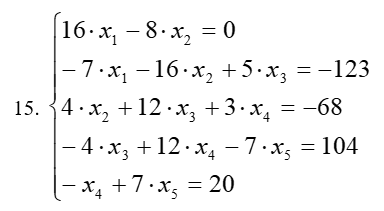 16·x₁ − 8·x₂ = 0
− 7·x₁ − 16·x₂ + 5·x₃ = −123
15. 4·x₂ + 12·x₃ + 3·x₄ = −68
− 4·x₃ + 12·x₄ − 7·x₅ = 104
− x₄ + 7·x₅ = 20